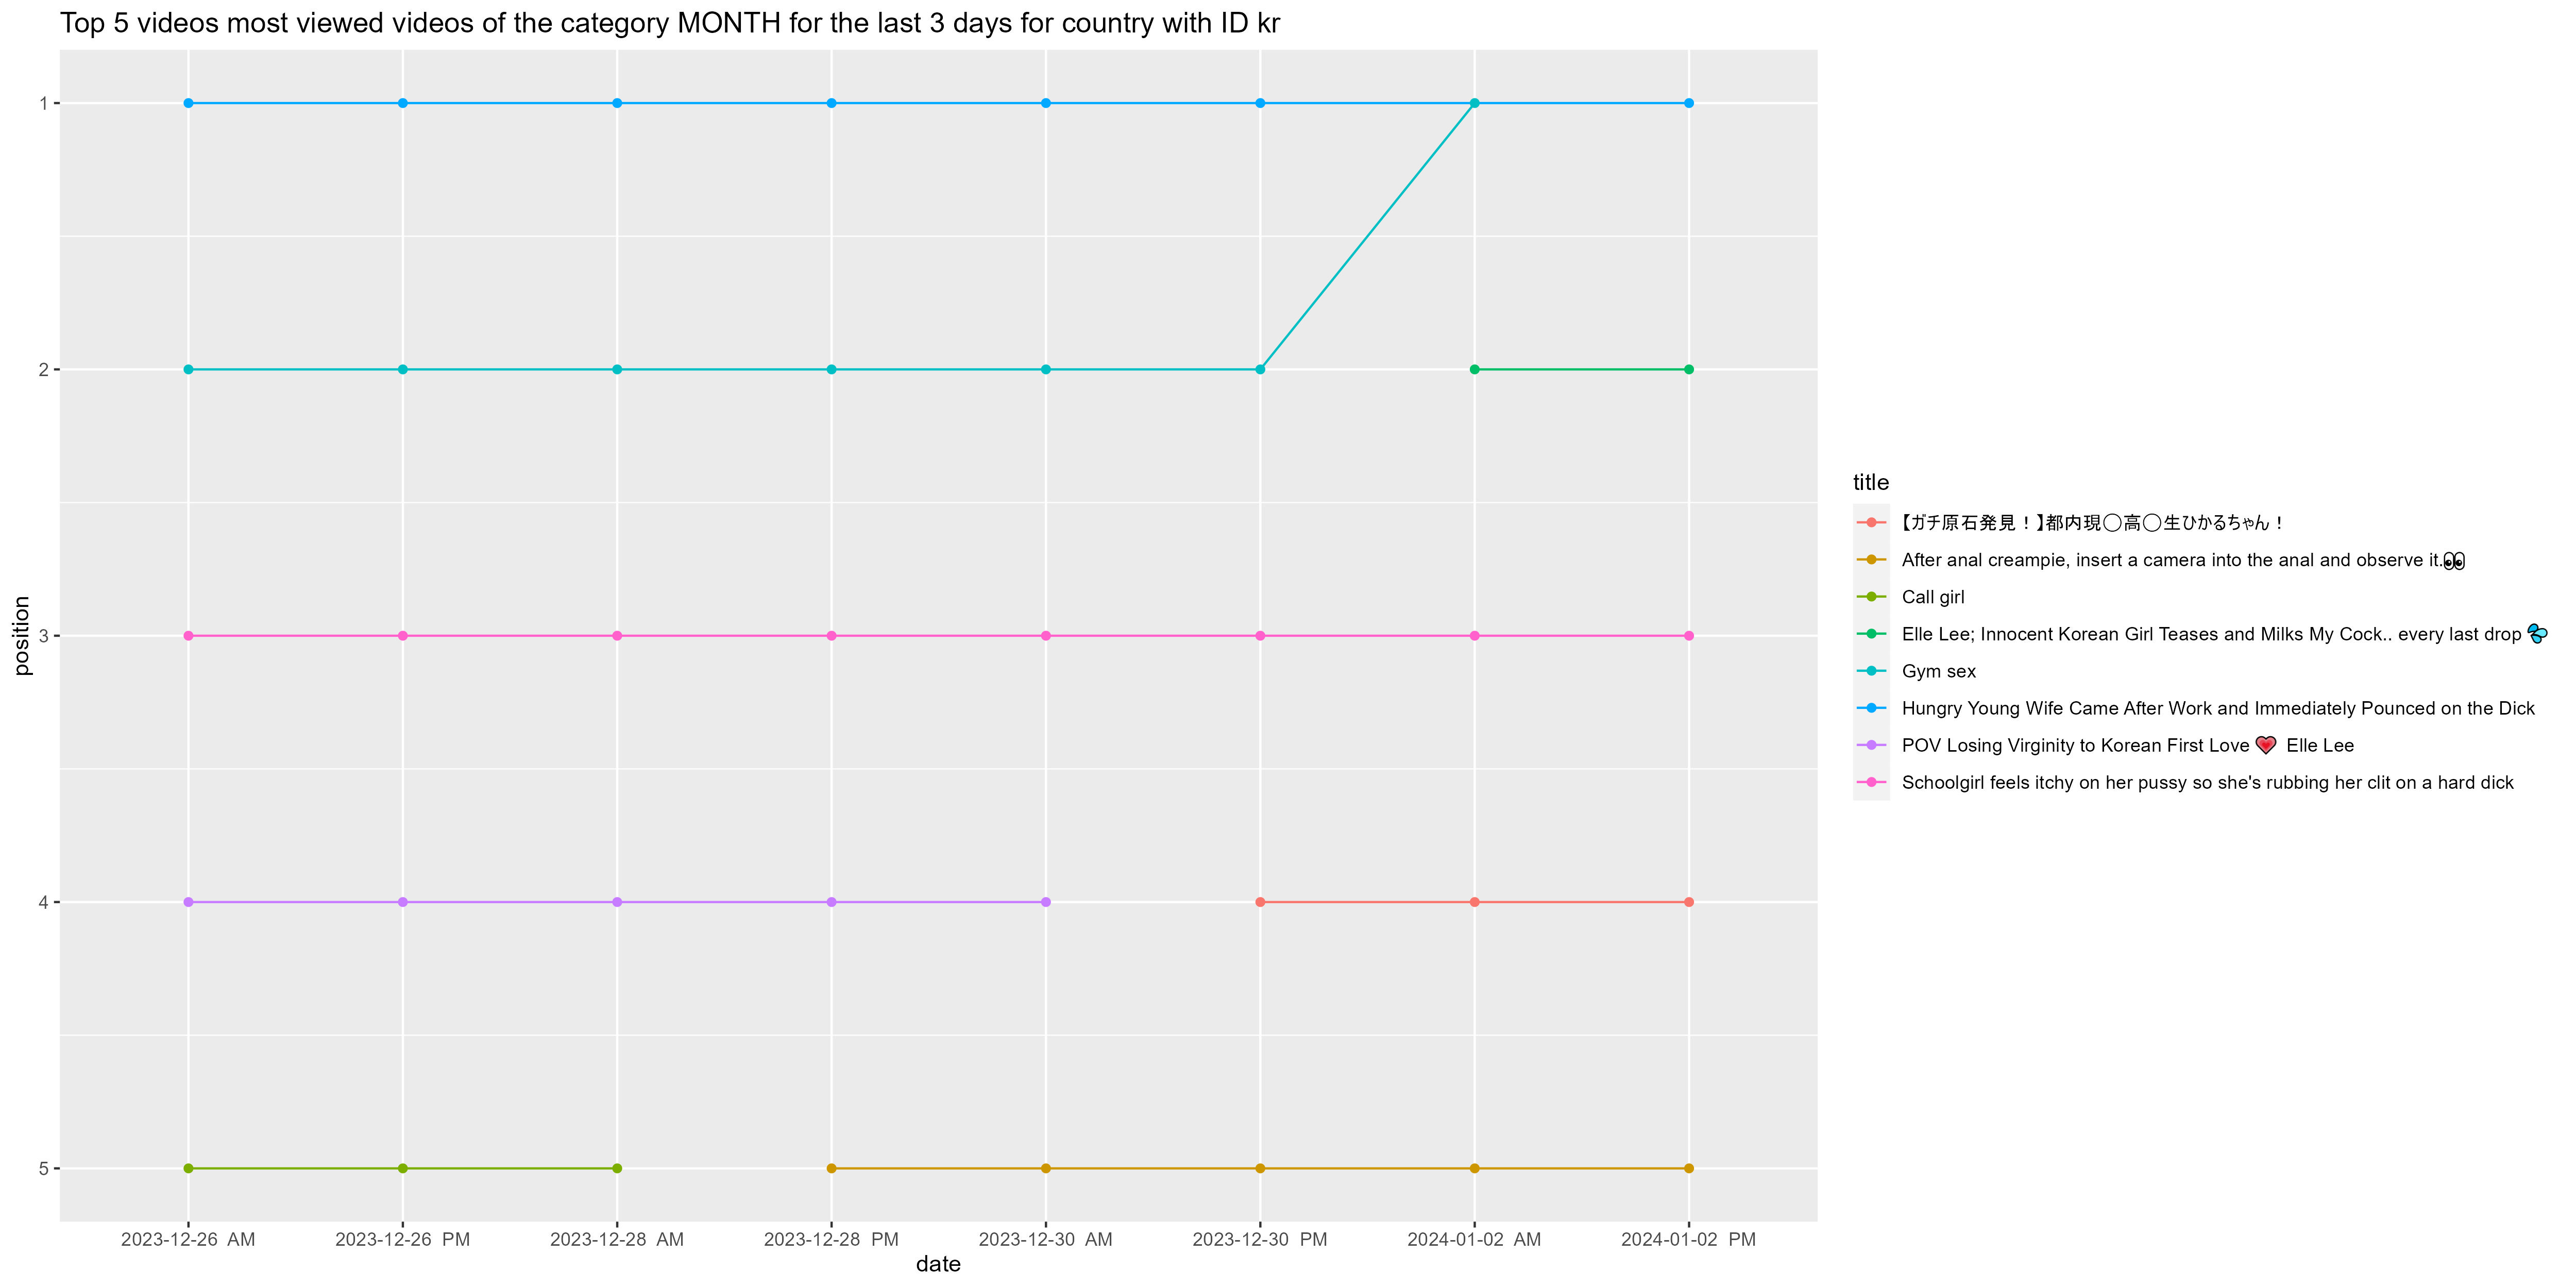 Top 5 videos most viewed videos of the category MONTH for the last 3 days for country with ID kr
position
1
2
3
4
5
2023-12-26 AM
2023-12-26 PM
2023-12-28 AM
2023-12-28 PM
2023-12-30 AM
2023-12-30 PM
2024-01-02 AM
2024-01-02 PM
date
title
【ガチ原石発見！】都内現◯高◯生ひかるちゃん！
After anal creampie, insert a camera into the anal and observe it.👀
Call girl
Elle Lee; Innocent Korean Girl Teases and Milks My Cock.. every last drop 💦
Gym sex
Hungry Young Wife Came After Work and Immediately Pounced on the Dick
POV Losing Virginity to Korean First Love 💗 Elle Lee
Schoolgirl feels itchy on her pussy so she's rubbing her clit on a hard dick